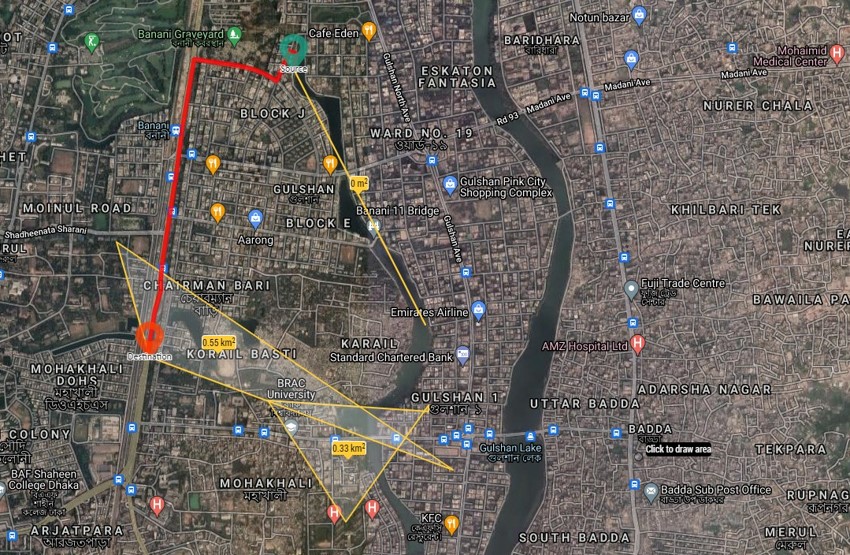 OT
Notun bazar
Cafe Eden
Banani Graveyard
বনানী কবরস্থান
Source
BARIDHARA
বারিধারা
Mohaimid
Medical Center
ESKATON
FANTASIA
Gulshan North Ave
Madani Ave
Madani Ave
Rd 93 - Madani Ave
NURER CHALA
BLOCK J
Banani
বনানী
WARD NO. 19
ওয়ার্ড-১৯
HET
GULSHAN
গুলশান
0 m²
Gulshan Pink City
Shopping Complex
MOINUL ROAD
Banani 11 Bridge
KHILBARI TEK
BLOCK E
Shadheenata Sharani
Aarong
Gulshan Ave
RUL
EA
NURER
CHAIRMAN BARI
চেয়ারম্যান
বাড়ি
Fuji Trade Centre
BAWAILA PA
Emirates Airline
0.55 km²
KORAIL BASTI
KARAIL
Standard Chartered Bank
AMZ Hospital Ltd
Destination
MOHAKHALI
DOHS
মহাখালী
ডিওএইচএস
BRAC
University
ADARSHA NAGAR
GULSHAN 1
গুলশান ১
UTTAR BADDA
COLONY
BADDA
বাড্ডা
Click to draw area
0.33 km²
Gulshan Lake
গুলশান লেক
TEKPARA
BAF Shaheen
College Dhaka
MOHAKHALI
মহাখালী
Badda Sub Post Office
RUPNAG
KFC
ARJATPARA
আরজতপাড়া
SOUTH BADDA
MERUL
মেরুল